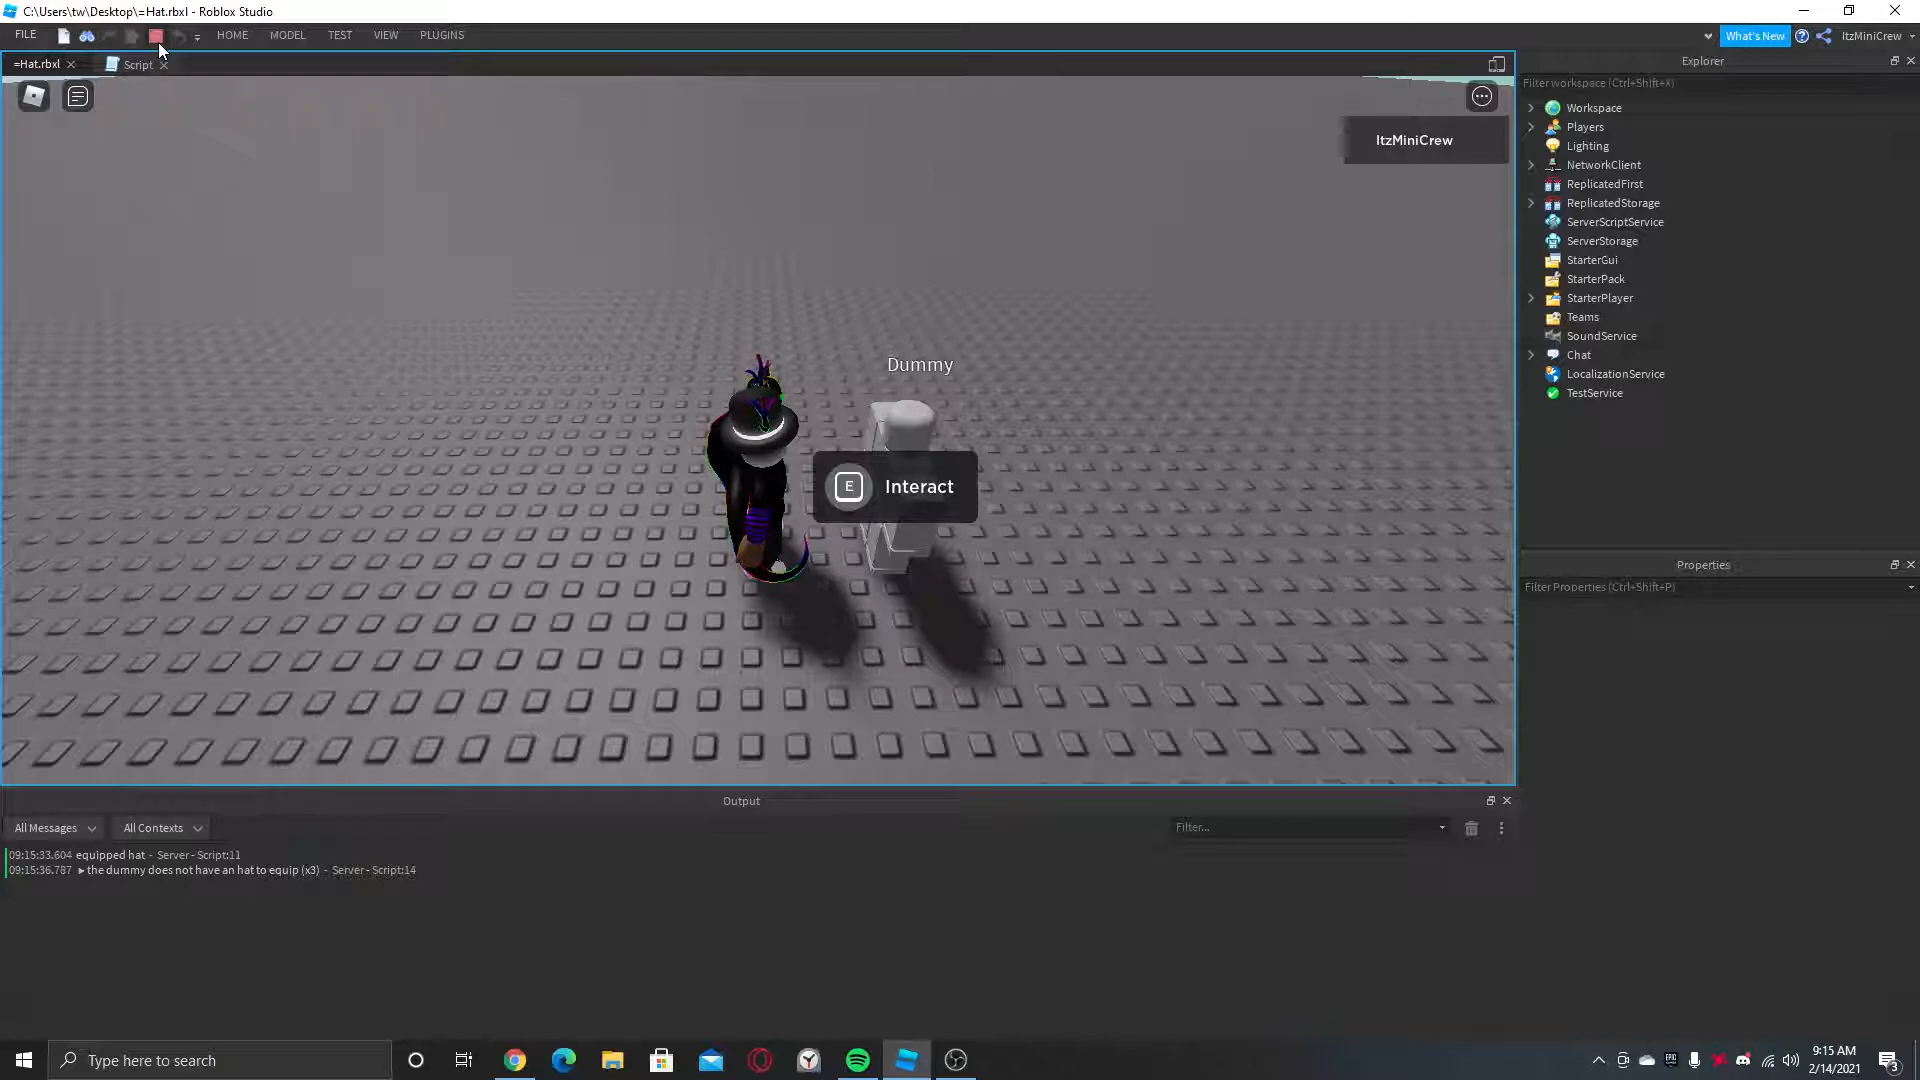 C:\Users\tw\Desktop\=Hat.rbxl - Roblox Studio
FILE HOME MODEL TEST VIEW PLUGINS What's New ItzMiniCrew
=Hat.rbxl Script
ItzMiniCrew
Dummy
E Interact
Explorer
Filter workspace (Ctrl+Shift+X)
Workspace
Players
Lighting
NetworkClient
ReplicatedFirst
ReplicatedStorage
ServerScriptService
ServerStorage
StarterGui
StarterPack
StarterPlayer
Teams
SoundService
Chat
LocalizationService
TestService
Properties
Filter Properties (Ctrl+Shift+P)
Output
All Messages All Contexts Filter...
09:15:33.604 equipped hat - Server - Script:11
09:15:36.787 the dummy does not have an hat to equip (x3) - Server - Script:14
Type here to search
9:15 AM
2/14/2021
3